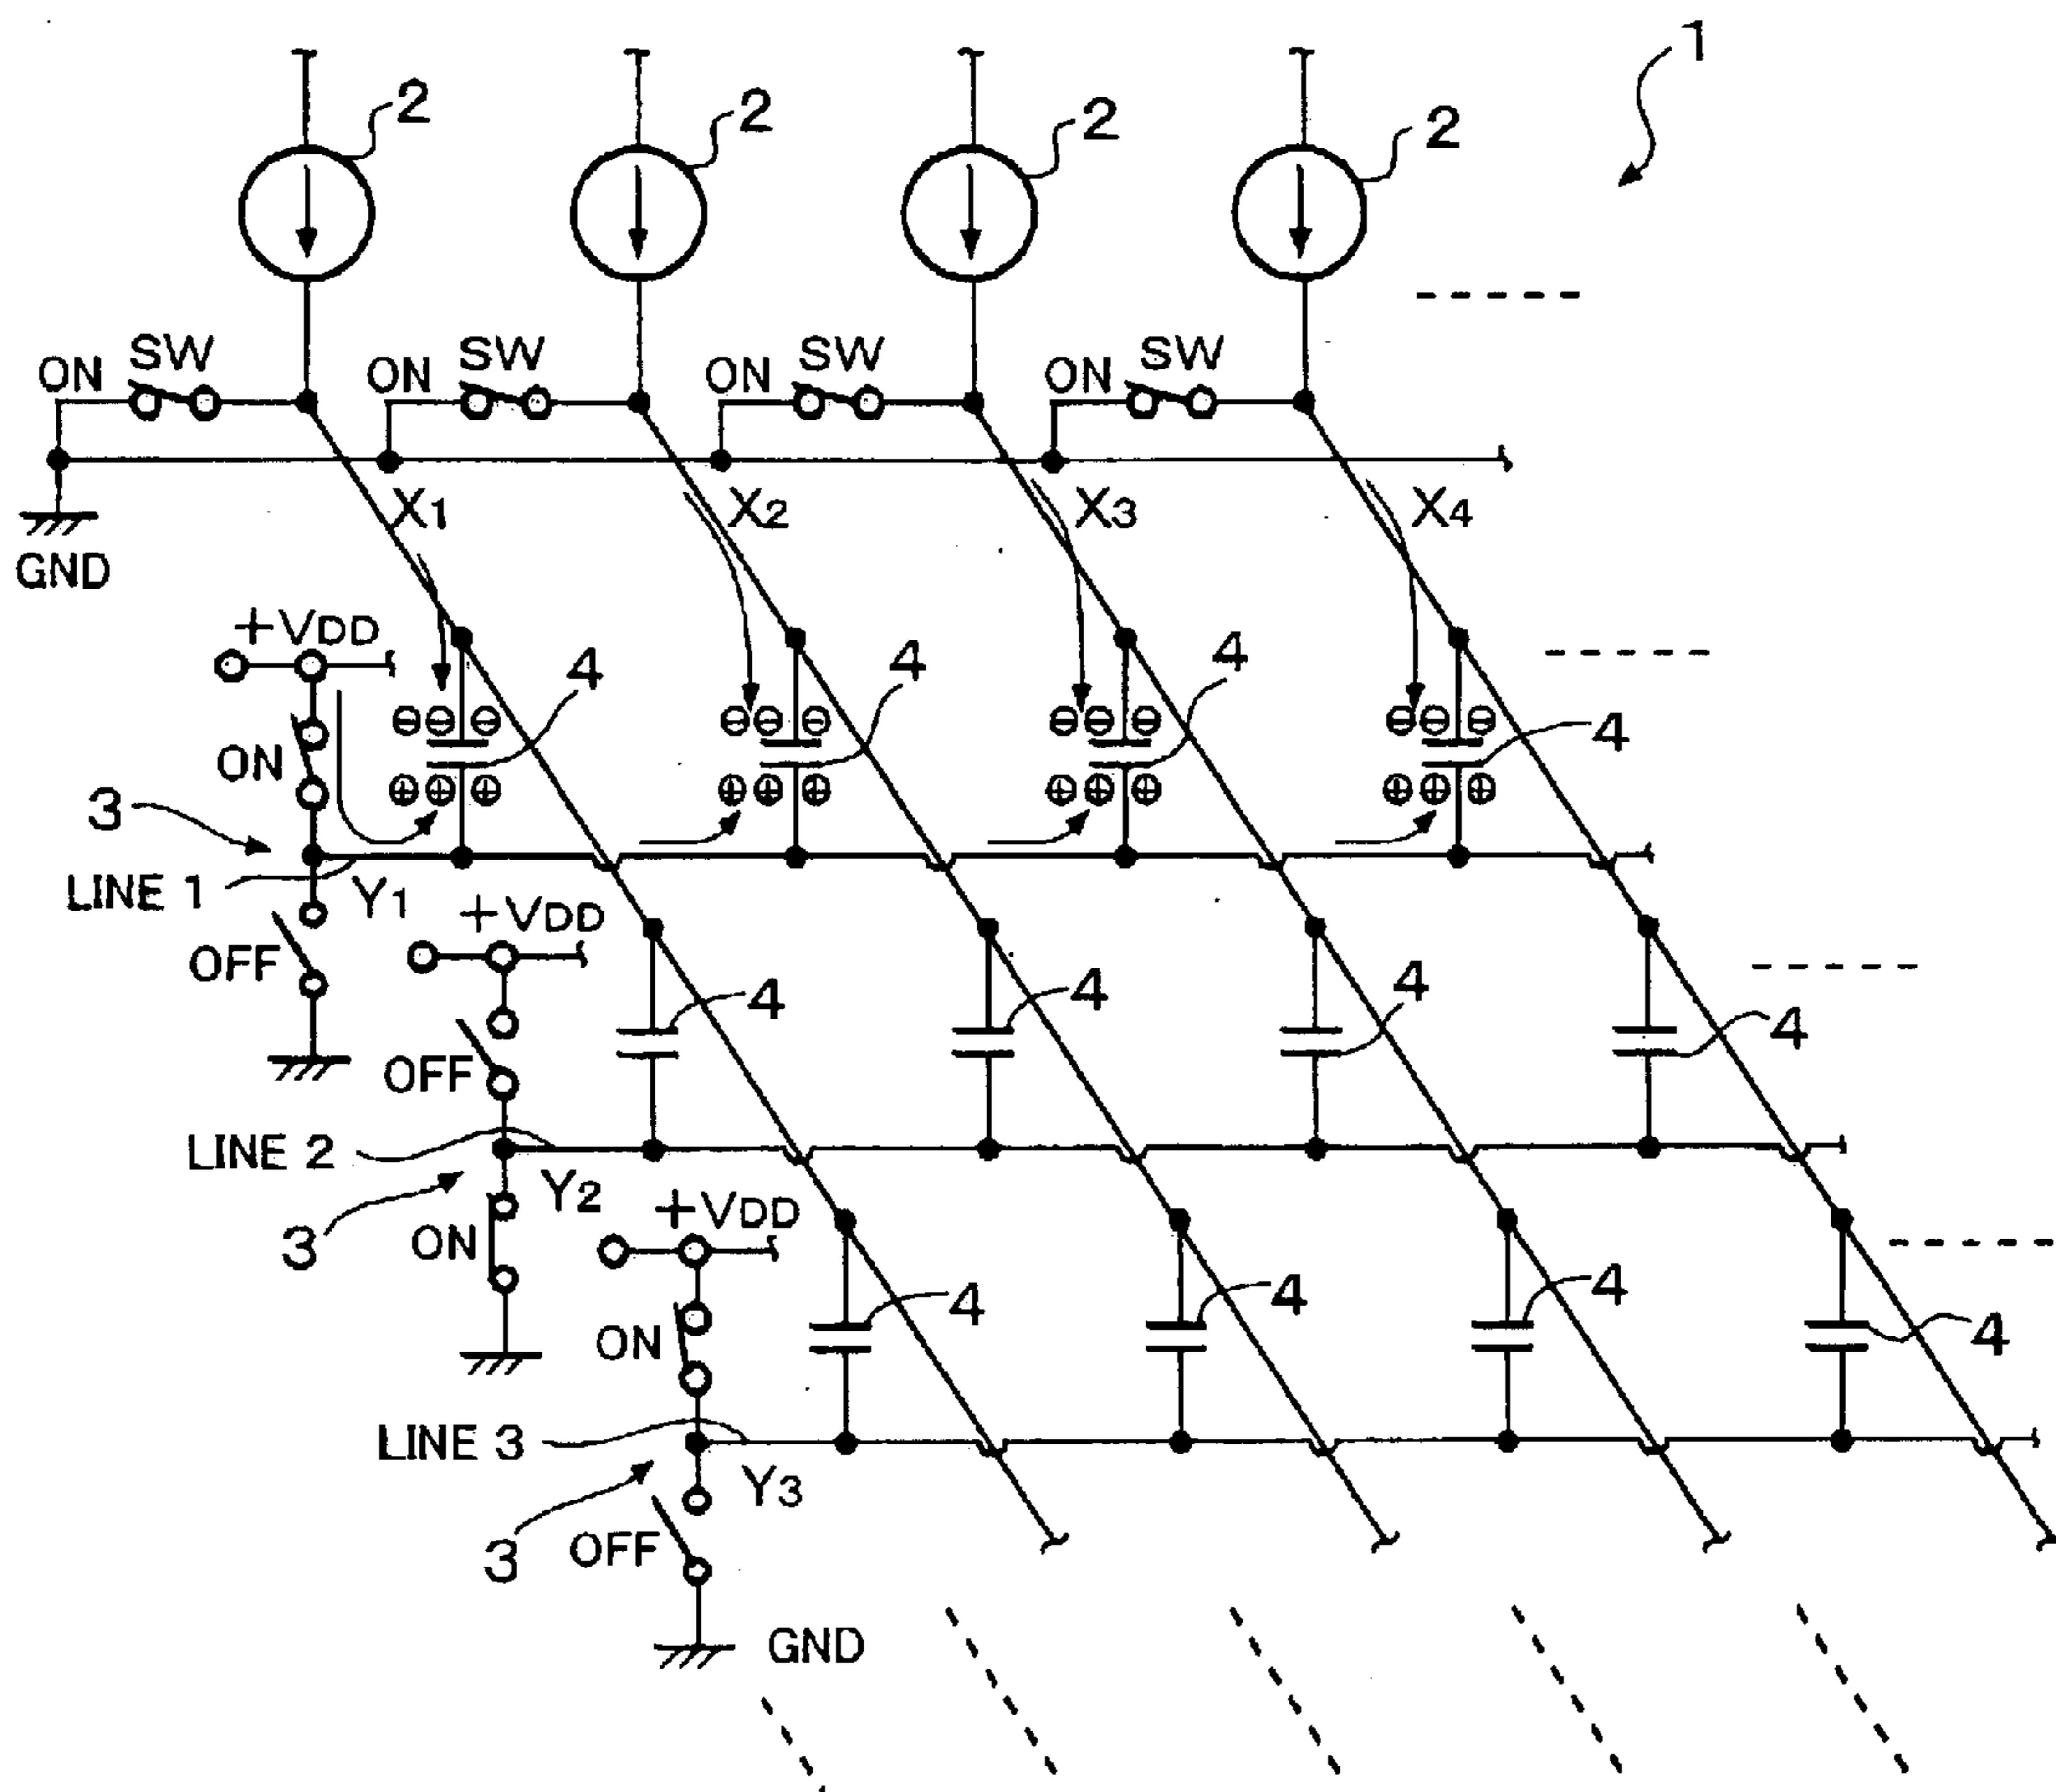 1
2 2 2 2
SW SW SW SW
ON ON ON ON
X1 X2 X3 X4
GND
+VDD
4 4 4 4
ON
3
LINE 1 Y1
+VDD
OFF
4 4 4 4
OFF
LINE 2
Y2
+VDD
3 ON
4 4 4 4
ON
LINE 3
Y3
3 OFF
GND